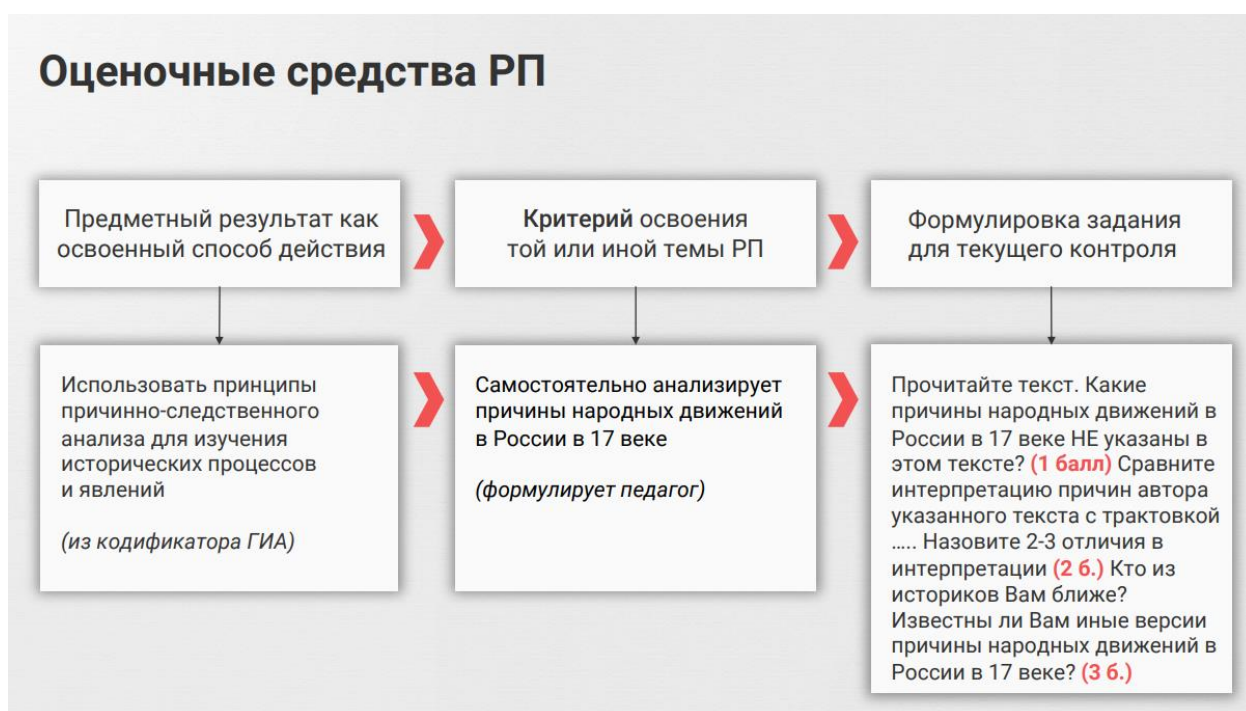 Оценочные средства РП
Предметный результат как
освоенный способ действия
Критерий освоения
той или иной темы РП
Формулировка задания
для текущего контроля
Использовать принципы
причинно-следственного
анализа для изучения
исторических процессов
и явлений
(из кодификатора ГИА)
Самостоятельно анализирует
причины народных движений
в России в 17 веке
(формулирует педагог)
Прочитайте текст. Какие
причины народных движений в
России в 17 веке НЕ указаны в
этом тексте? (1 балл) Сравните
интерпретацию причин автора
указанного текста с трактовкой
..... Назовите 2-3 отличия в
интерпретации (2 б.) Кто из
историков Вам ближе?
Известны ли Вам иные версии
причины народных движений в
России в 17 веке? (3 б.)